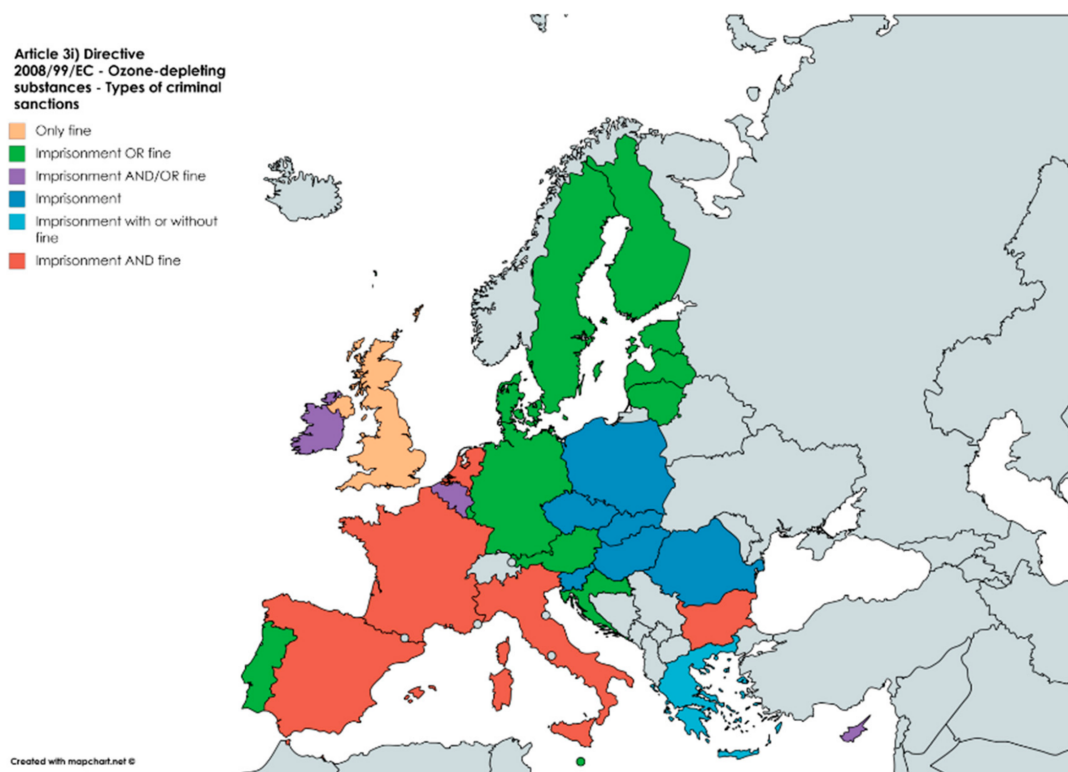 Article 3i) Directive
2008/99/EC - Ozone-depleting
substances - Types of criminal
sanctions
Only fine
Imprisonment OR fine
Imprisonment AND/OR fine
Imprisonment
Imprisonment with or without
fine
Imprisonment AND fine
Created with mapchart.net ©